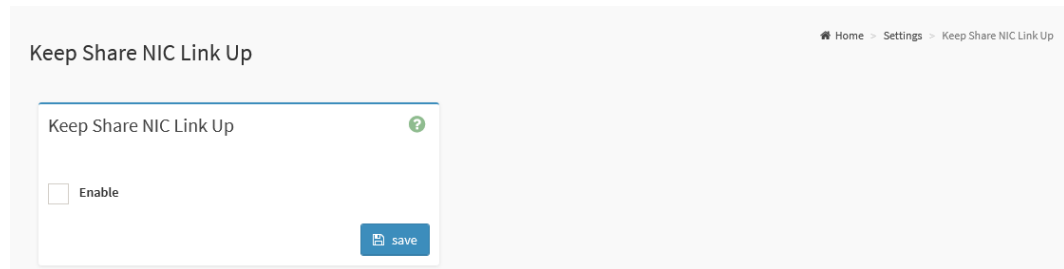 Home > Settings > Keep Share NIC Link Up
Keep Share NIC Link Up
Keep Share NIC Link Up
Enable
save